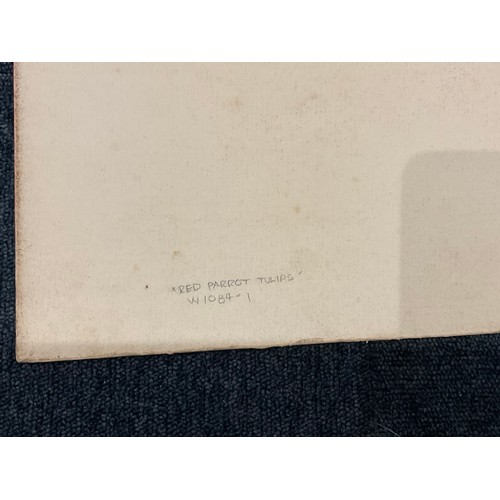 "RED PARROT TULIPS"
W1084-1